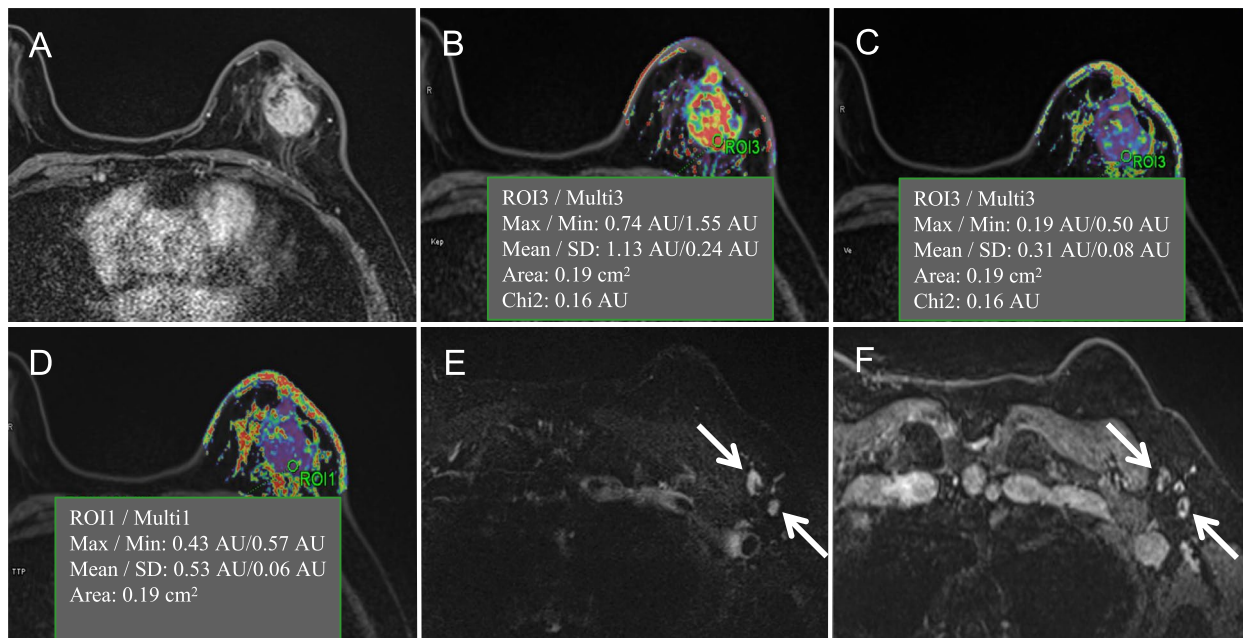 A
B
C
R
R
ROI3
ROI3
ROI3 / Multi3
Max / Min: 0.74 AU/1.55 AU
Mean / SD: 1.13 AU/0.24 AU
Area: 0.19 cm²
Chi2: 0.16 AU
Kep
ROI3 / Multi3
Max / Min: 0.19 AU/0.50 AU
Mean / SD: 0.31 AU/0.08 AU
Area: 0.19 cm²
Chi2: 0.16 AU
Ve
D
E
F
R
ROI1
ROI1 / Multi1
Max / Min: 0.43 AU/0.57 AU
Mean / SD: 0.53 AU/0.06 AU
Area: 0.19 cm²
TTP